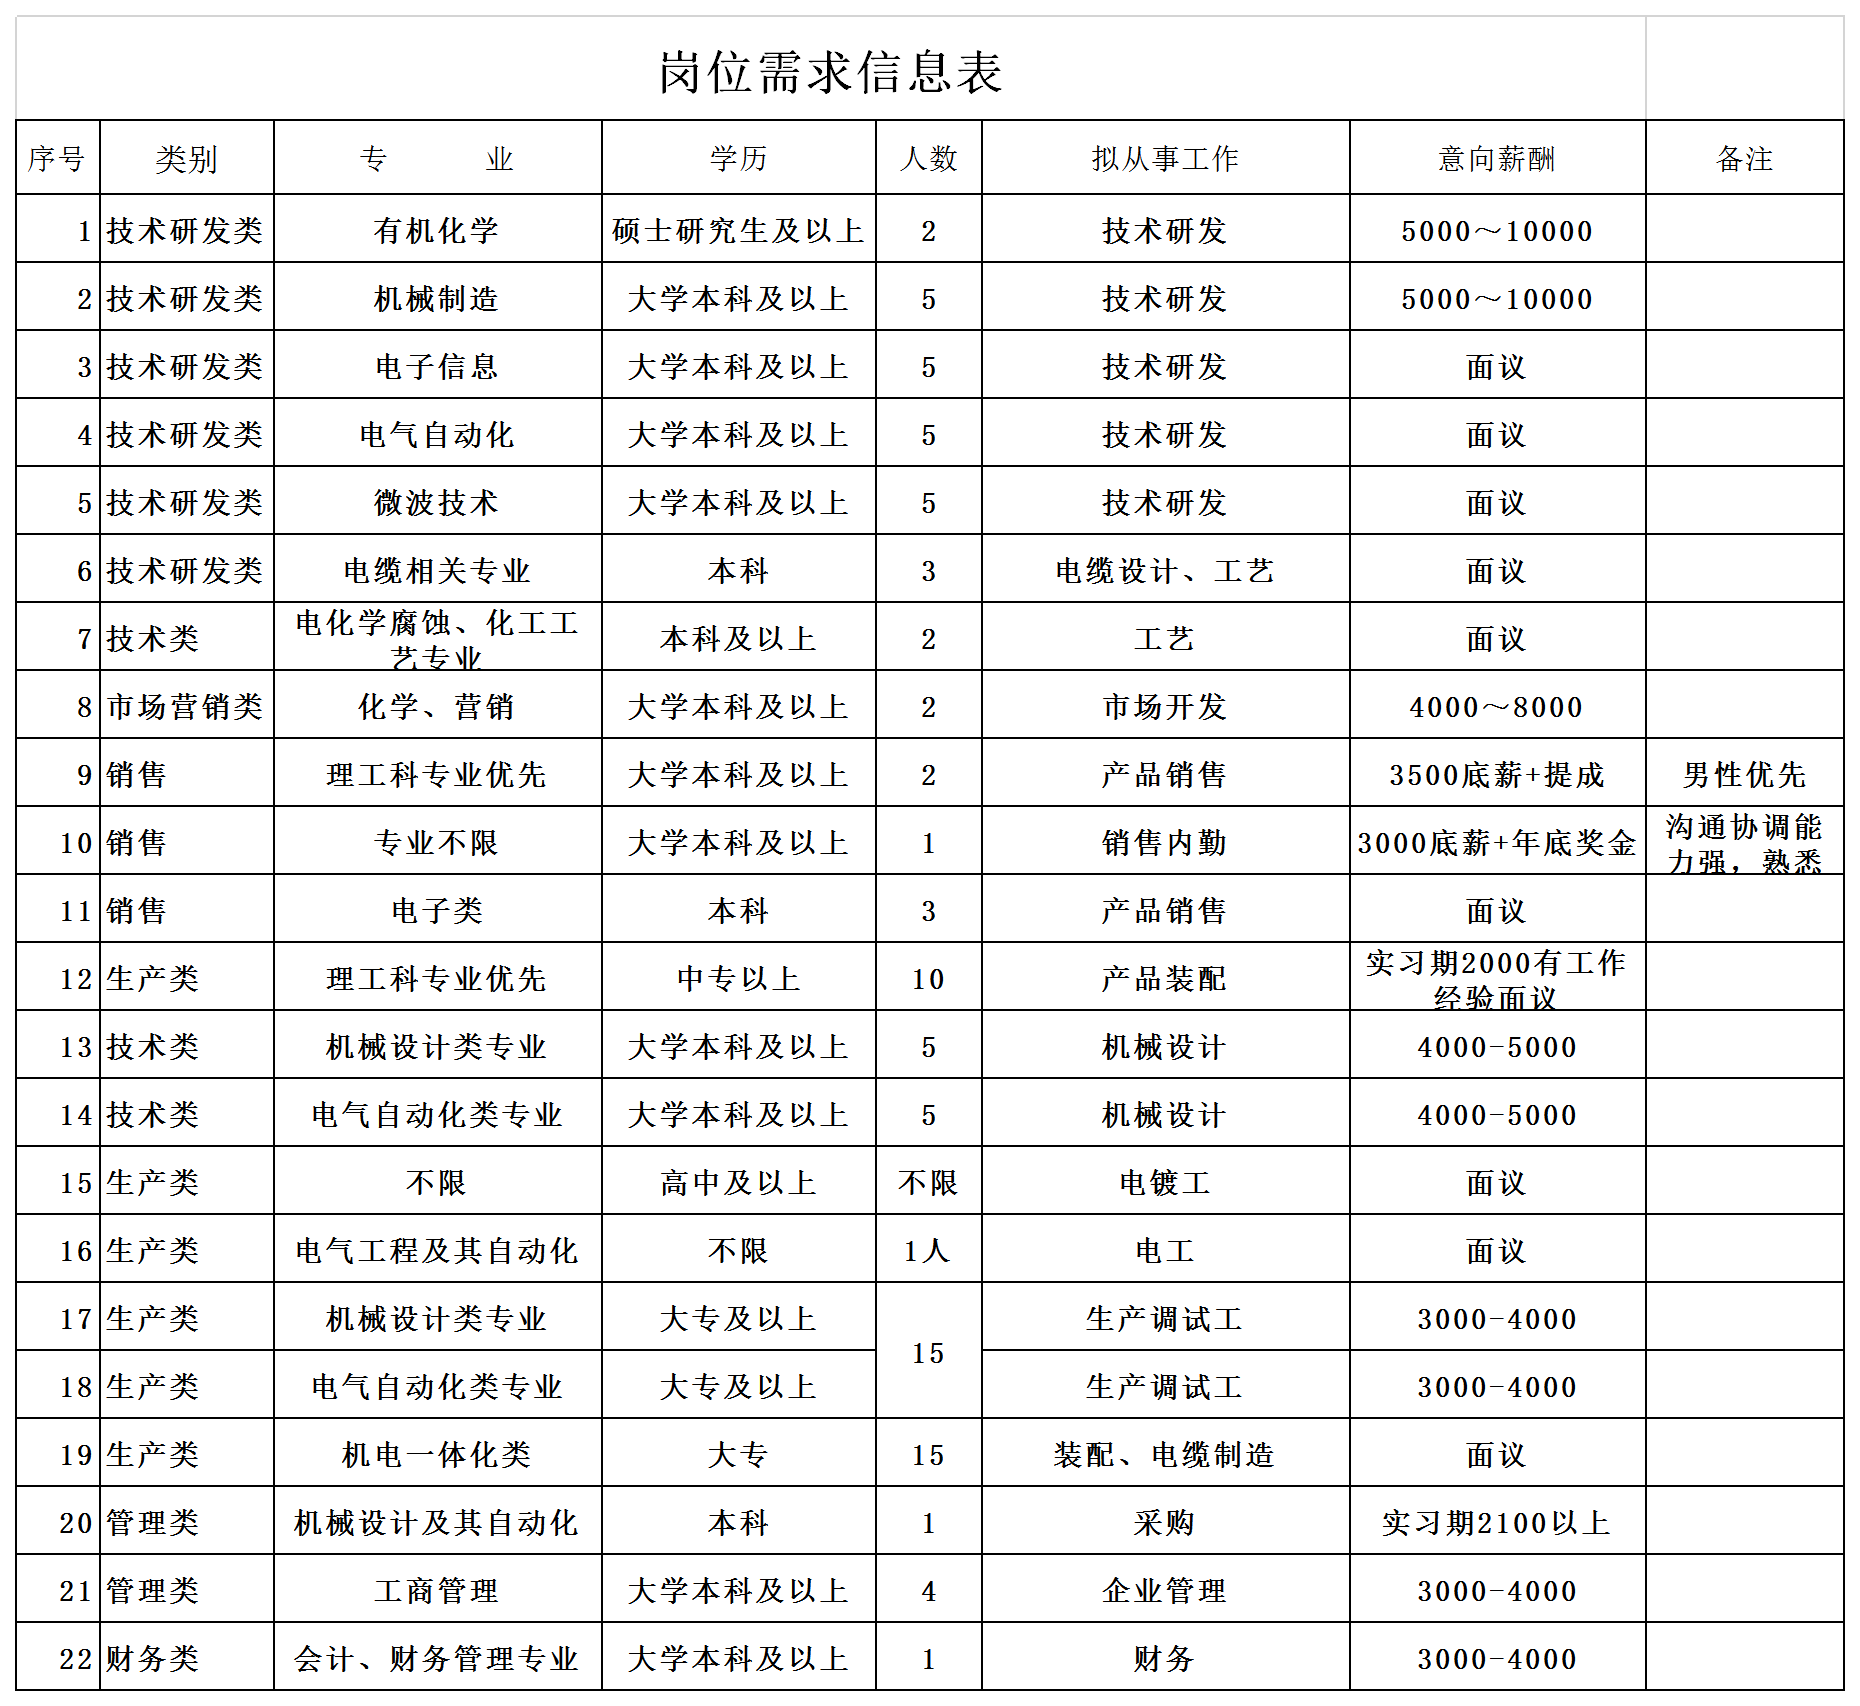 岗位需求信息表
序号 类别 专 业 学历 人数 拟从事工作 意向薪酬 备注
1 技术研发类 有机化学 硕士研究生及以上 2 技术研发 5000～10000
2 技术研发类 机械制造 大学本科及以上 5 技术研发 5000～10000
3 技术研发类 电子信息 大学本科及以上 5 技术研发 面议
4 技术研发类 电气自动化 大学本科及以上 5 技术研发 面议
5 技术研发类 微波技术 大学本科及以上 5 技术研发 面议
6 技术研发类 电缆相关专业 本科 3 电缆设计、工艺 面议
7 技术类 电化学腐蚀、化工工艺专业 本科及以上 2 工艺 面议
8 市场营销类 化学、营销 大学本科及以上 2 市场开发 4000～8000
9 销售 理工科专业优先 大学本科及以上 2 产品销售 3500底薪+提成 男性优先
10 销售 专业不限 大学本科及以上 1 销售内勤 3000底薪+年底奖金 沟通协调能力强，熟悉
11 销售 电子类 本科 3 产品销售 面议
12 生产类 理工科专业优先 中专以上 10 产品装配 实习期2000有工作经验面议
13 技术类 机械设计类专业 大学本科及以上 5 机械设计 4000-5000
14 技术类 电气自动化类专业 大学本科及以上 5 机械设计 4000-5000
15 生产类 不限 高中及以上 不限 电镀工 面议
16 生产类 电气工程及其自动化 不限 1人 电工 面议
17 生产类 机械设计类专业 大专及以上 15 生产调试工 3000-4000
18 生产类 电气自动化类专业 大专及以上 生产调试工 3000-4000
19 生产类 机电一体化类 大专 15 装配、电缆制造 面议
20 管理类 机械设计及其自动化 本科 1 采购 实习期2100以上
21 管理类 工商管理 大学本科及以上 4 企业管理 3000-4000
22 财务类 会计、财务管理专业 大学本科及以上 1 财务 3000-4000